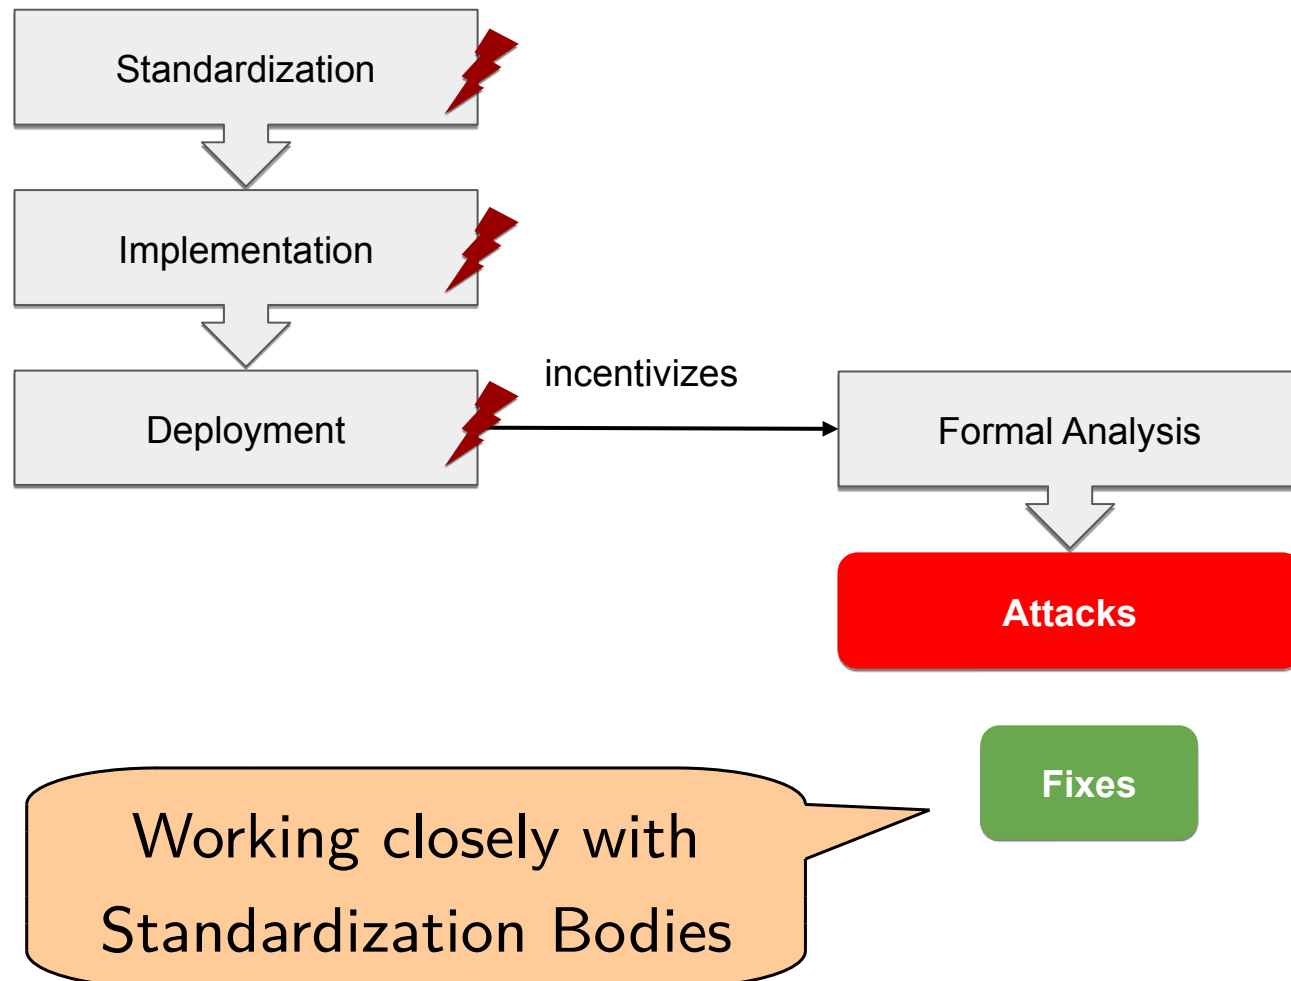 Standardization
Implementation
incentivizes
Deployment
Formal Analysis
Attacks
Fixes
Working closely with
Standardization Bodies